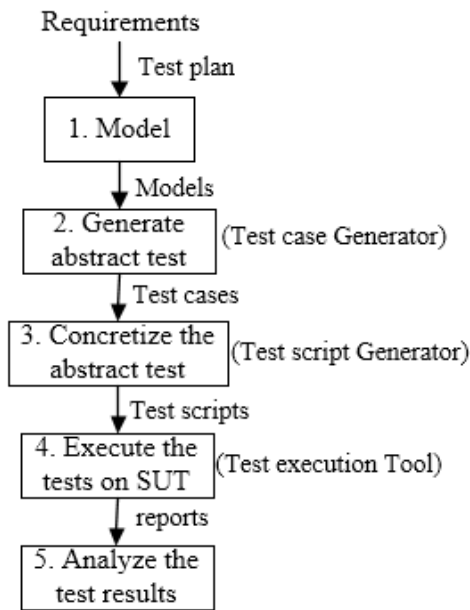 Requirements
Test plan
1. Model
Models
2. Generate
abstract test
(Test case Generator)
Test cases
3. Concretize the
abstract test
(Test script Generator)
Test scripts
4. Execute the
tests on SUT
(Test execution Tool)
reports
5. Analyze the
test results